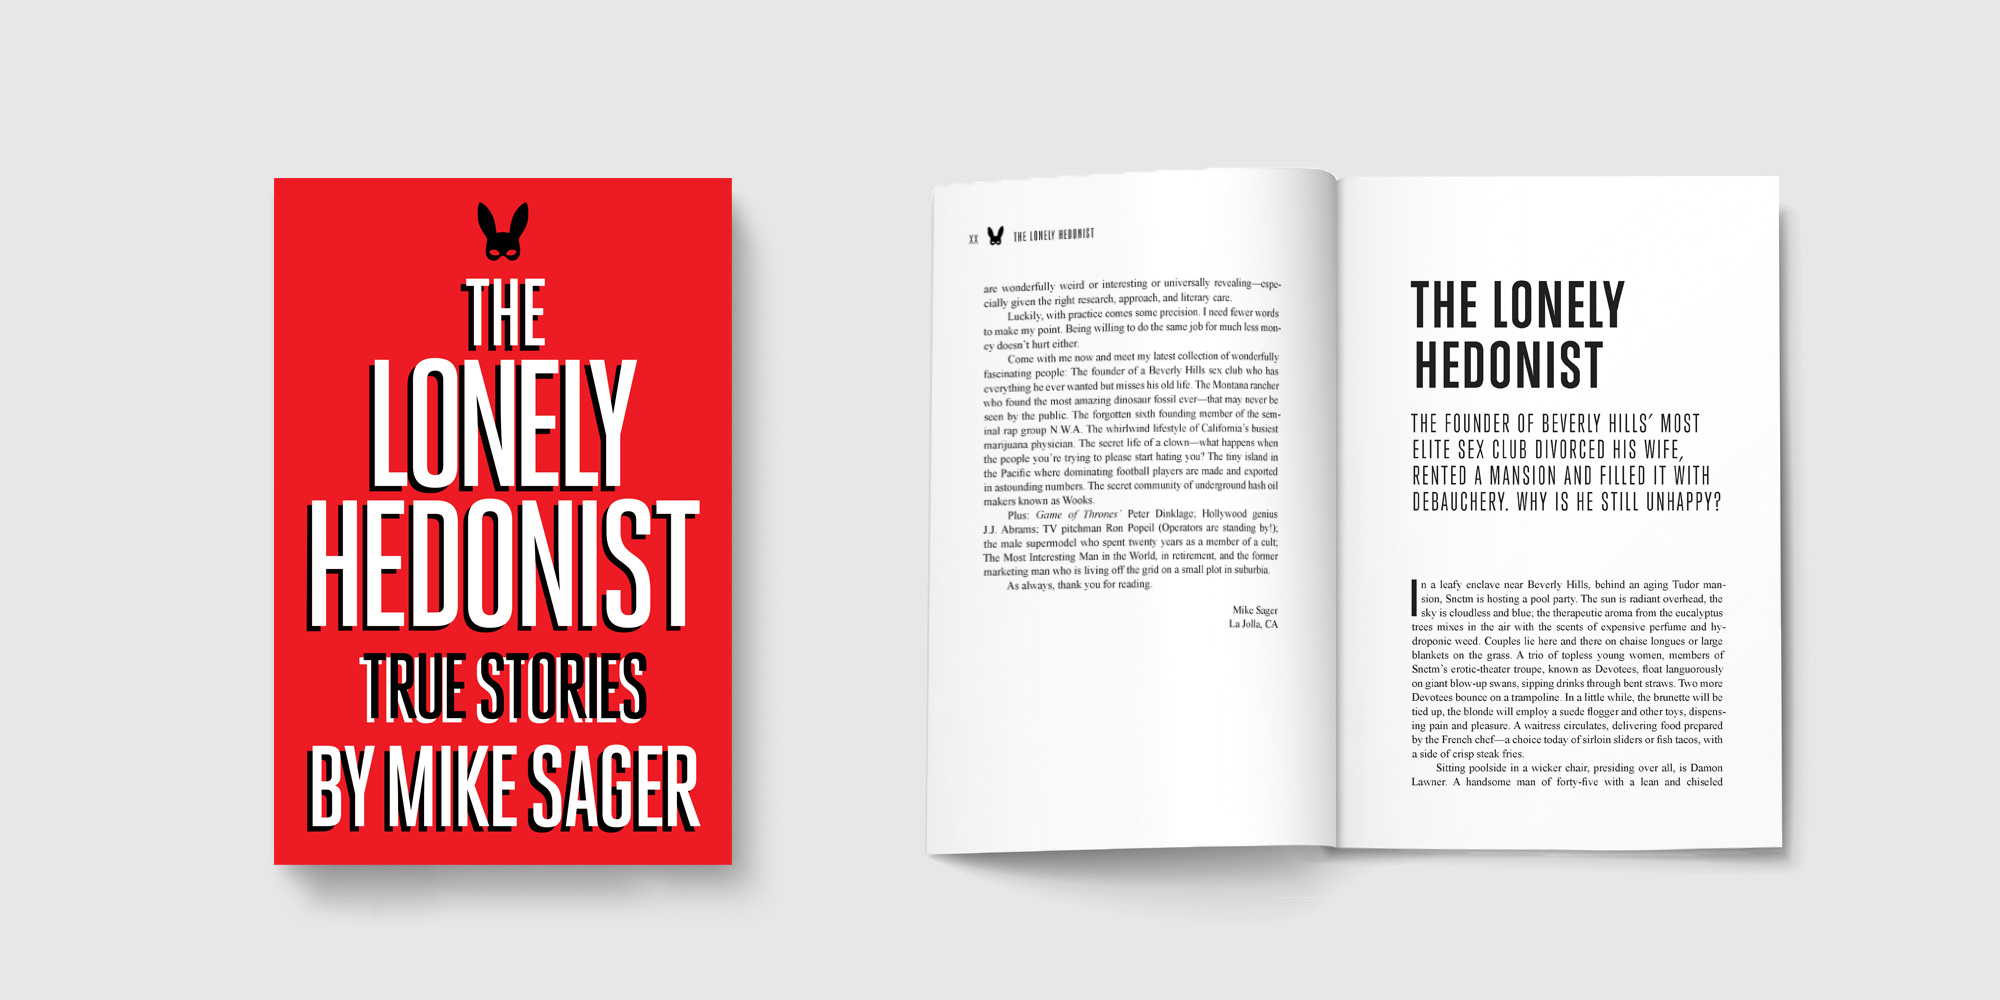 THE
LONELY
HEDONIST
TRUE STORIES
BY MIKE SAGER
XX THE LONELY HEDONIST
are wonderfully weird or interesting or universally revealing—espe-
cially given the right research, approach, and literary care.
Luckily, with practice comes some precision. I need fewer words
to make my point. Being willing to do the same job for much less mon-
ey doesn't hurt either.
Come with me now and meet my latest collection of wonderfully
fascinating people: The founder of a Beverly Hills sex club who has
everything he ever wanted but misses his old life. The Montana rancher
who found the most amazing dinosaur fossil ever—that may never be
seen by the public. The forgotten sixth founding member of the sem-
inal rap group N.W.A. The whirlwind lifestyle of California's busiest
marijuana physician. The secret life of a clown—what happens when
the people you're trying to please start hating you? The tiny island in
the Pacific where dominating football players are made and exported
in astounding numbers. The secret community of underground hash oil
makers known as Wooks.
Plus: Game of Thrones' Peter Dinklage; Hollywood genius
J.J. Abrams; TV pitchman Ron Popeil (Operators are standing by!);
the male supermodel who spent twenty years as a member of a cult;
The Most Interesting Man in the World, in retirement, and the former
marketing man who is living off the grid on a small plot in suburbia.
As always, thank you for reading.
Mike Sager
La Jolla, CA
THE LONELY
HEDONIST
THE FOUNDER OF BEVERLY HILLS' MOST
ELITE SEX CLUB DIVORCED HIS WIFE,
RENTED A MANSION AND FILLED IT WITH
DEBAUCHERY. WHY IS HE STILL UNHAPPY?
In a leafy enclave near Beverly Hills, behind an aging Tudor man-
sion, Snctm is hosting a pool party. The sun is radiant overhead, the
sky is cloudless and blue; the therapeutic aroma from the eucalyptus
trees mixes in the air with the scents of expensive perfume and hy-
droponic weed. Couples lie here and there on chaise longues or large
blankets on the grass. A trio of topless young women, members of
Snctm's erotic-theater troupe, known as Devotees, float languorously
on giant blow-up swans, sipping drinks through bent straws. Two more
Devotees bounce on a trampoline. In a little while, the brunette will be
tied up, the blonde will employ a suede flogger and other toys, dispens-
ing pain and pleasure. A waitress circulates, delivering food prepared
by the French chef—a choice today of sirloin sliders or fish tacos, with
a side of crisp steak fries.
Sitting poolside in a wicker chair, presiding over all, is Damon
Lawner. A handsome man of forty-five with a lean and chiseled